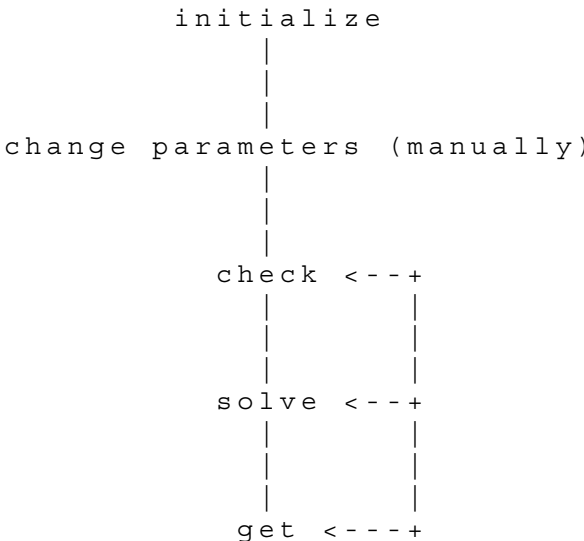 initialize
|
|
|
change parameters (manually)
|
|
|
check <--+
| |
| |
| |
solve <--+
| |
| |
| |
get <---+